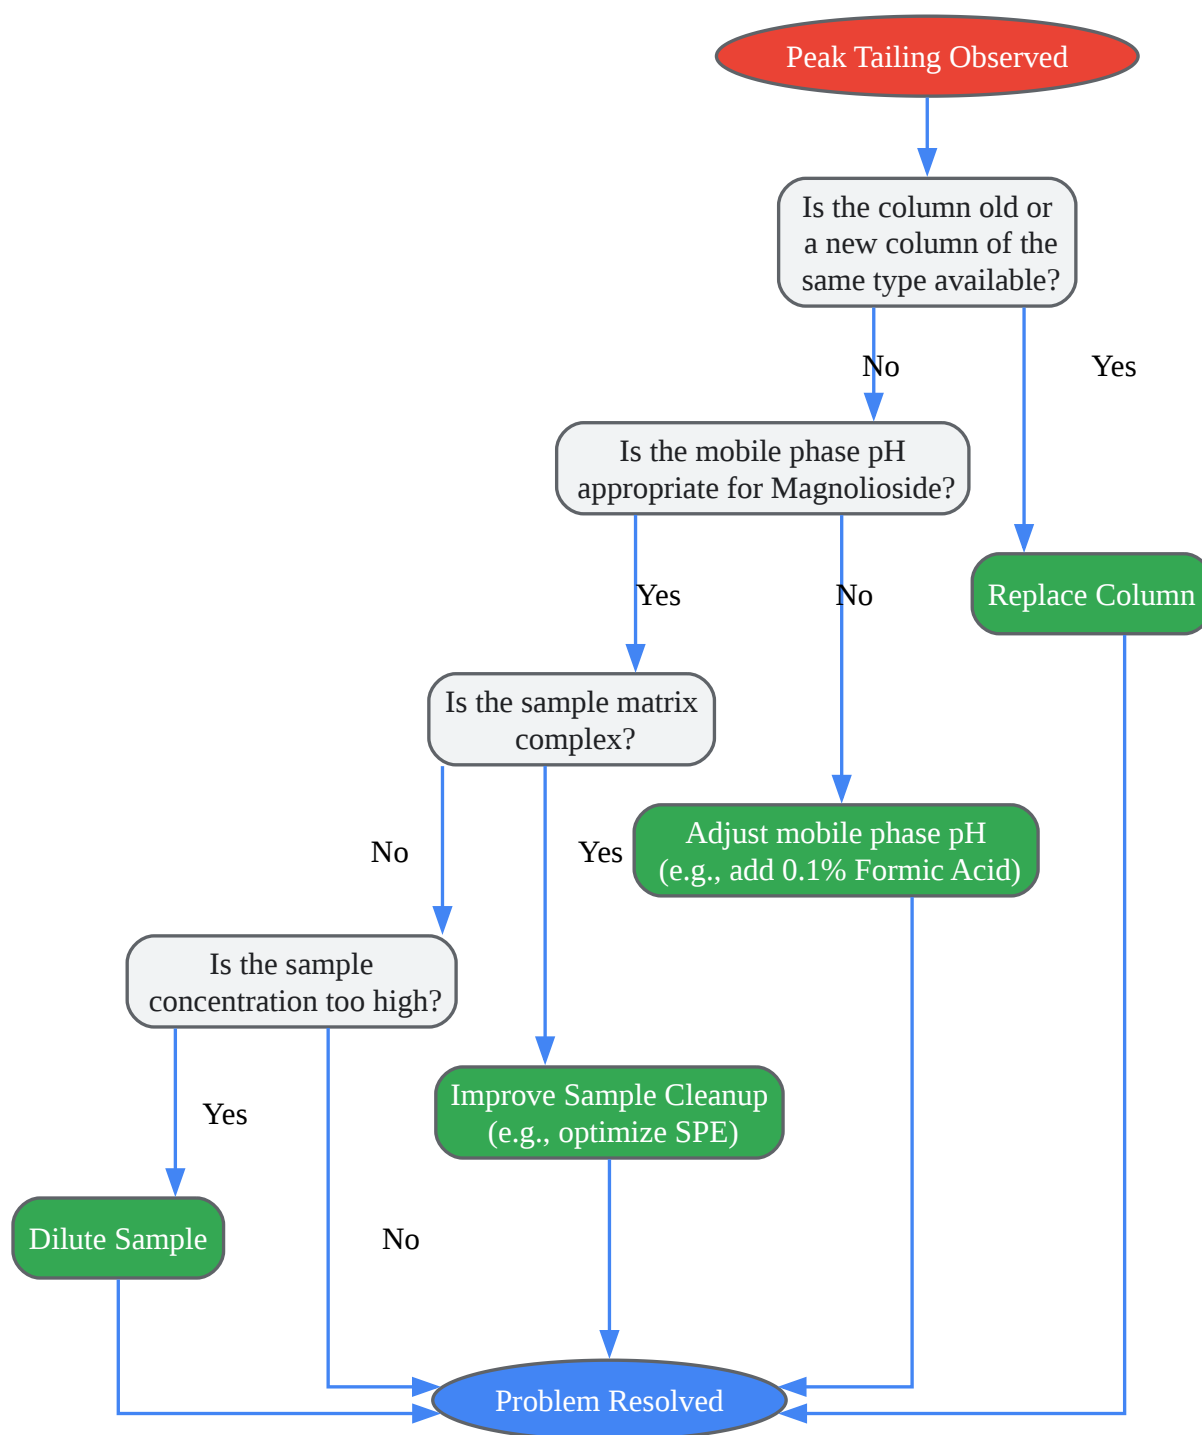 Peak Tailing Observed
Is the column old or
a new column of the
same type available?
No
Yes
Is the mobile phase pH
appropriate for Magnolioside?
Yes
No
Replace Column
Is the sample matrix
complex?
No
Yes
Adjust mobile phase pH
(e.g., add 0.1% Formic Acid)
Is the sample
concentration too high?
Yes
Improve Sample Cleanup
(e.g., optimize SPE)
Dilute Sample
No
Problem Resolved